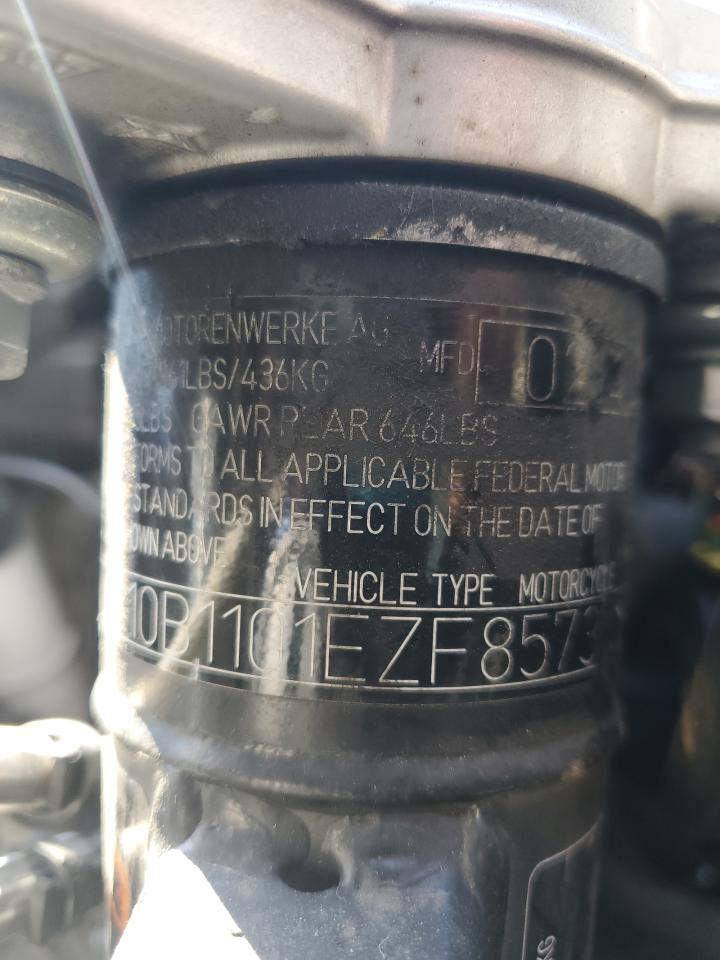 MOTORENWERKE AG
MFD
LBS/436KG
LBS GAWR REAR 646LBS
FORMS TO ALL APPLICABLE FEDERAL MOTOR
STANDARDS IN EFFECT ON THE DATE OF
OWN ABOVE
VEHICLE TYPE MOTORCYCLE
10B1101EZF8573